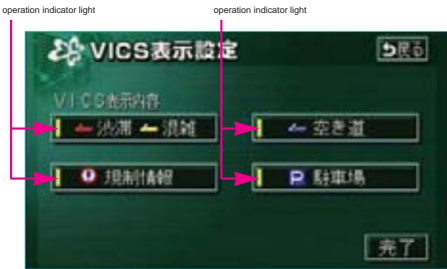 operation indicator light operation indicator light
VICS表示設定 戻る
VICS表示内容
渋滞 混雑 空き道
規制情報 P 駐車場
完了